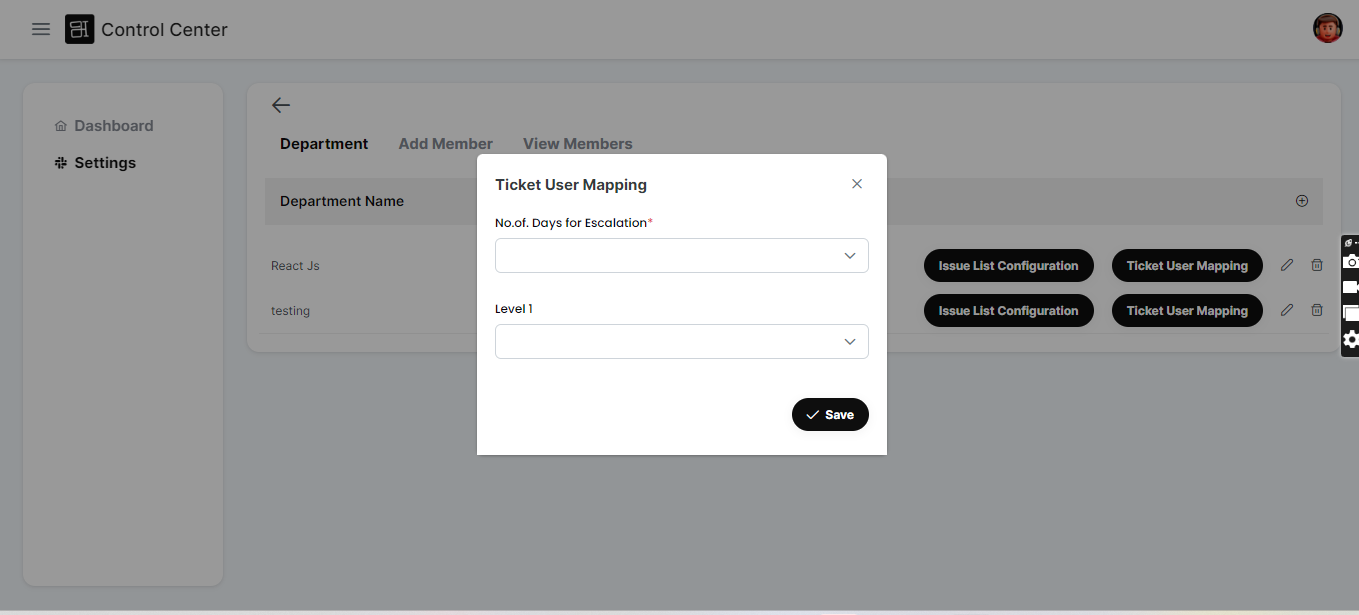 Control Center
Dashboard
Settings
Department Add Member View Members
Department Name
React Js Issue List Configuration Ticket User Mapping
testing Issue List Configuration Ticket User Mapping
Ticket User Mapping
No.of. Days for Escalation*
Level 1
Save